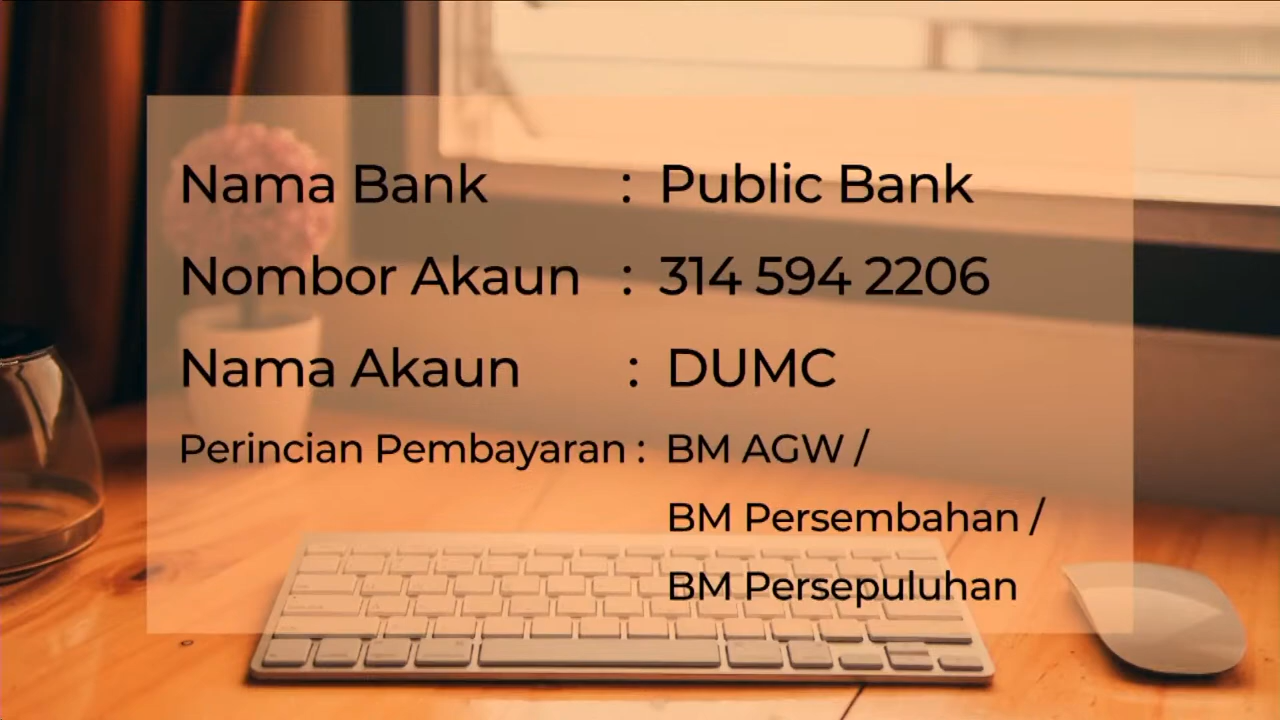 Nama Bank : Public Bank
Nombor Akaun : 314 594 2206
Nama Akaun : DUMC
Perincian Pembayaran : BM AGW /
BM Persembahan /
BM Persepuluhan